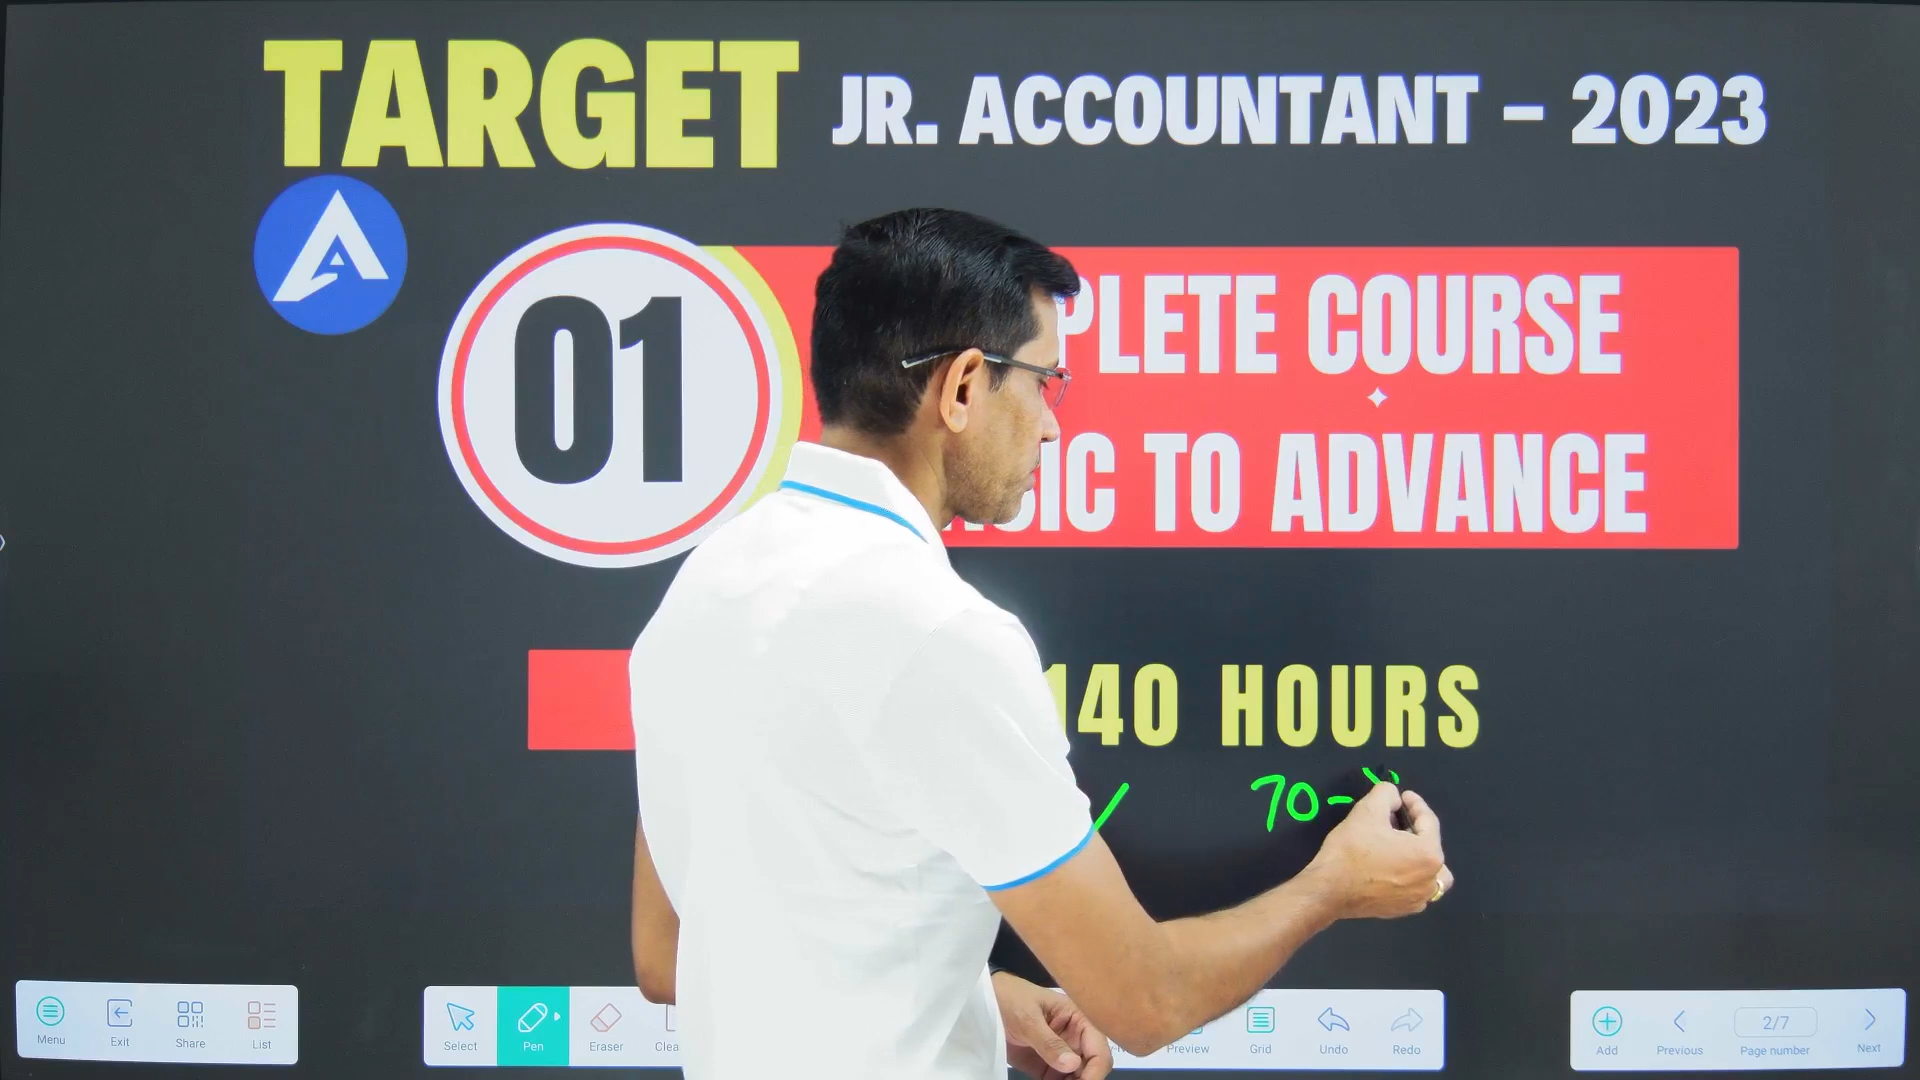 TARGET JR. ACCOUNTANT – 2023
01
PLETE COURSE
TO ADVANCE
140 HOURS
70-
Menu Exit Share List
Select Pen Eraser
Preview Grid Undo Redo
Add Previous 2/7 Page number Next